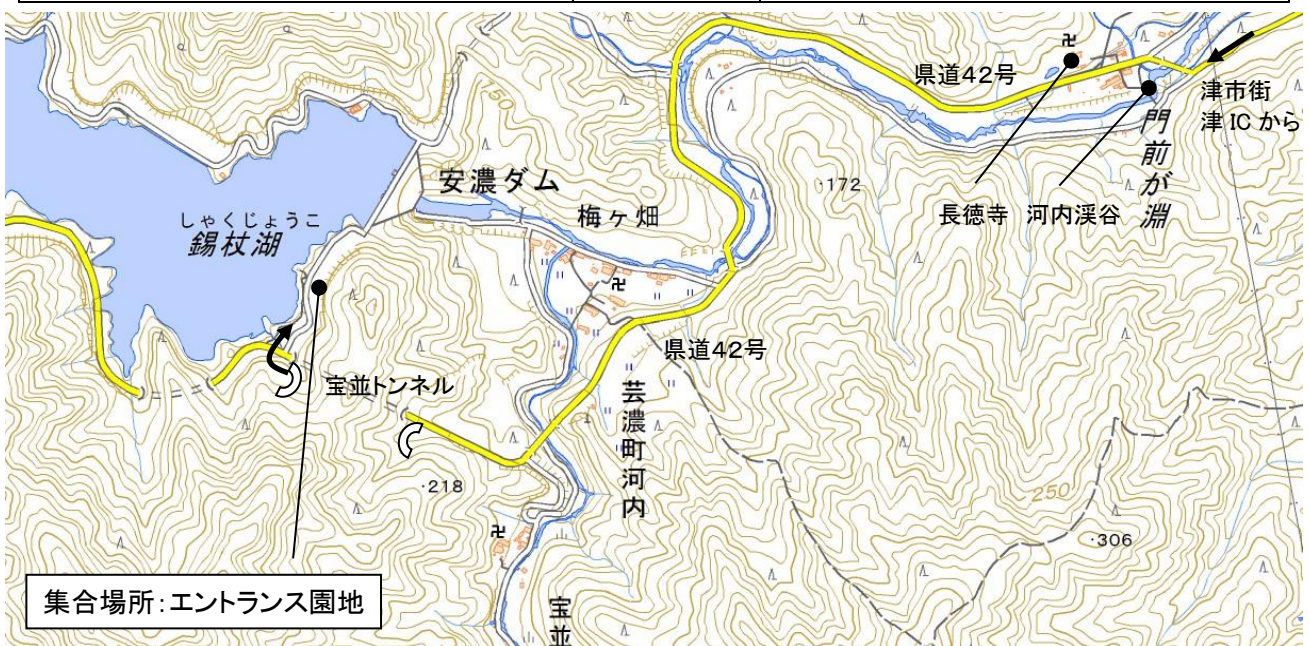 県道42号
津市街
津ICから
門前が淵
長徳寺
河内渓谷
150
172
安濃ダム
梅ヶ畑
しゃくじょうこ
錫杖湖
県道42号
宝並トンネル
芸濃町河内
218
250
306
集合場所:エントランス園地
宝並